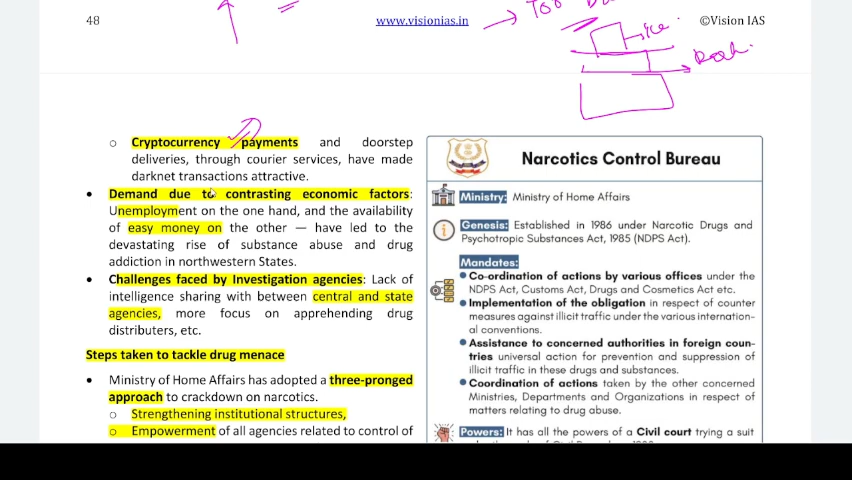 48
www.visionias.in
©Vision IAS
Too
o Cryptocurrency payments and doorstep
deliveries, through courier services, have made
darknet transactions attractive.
• Demand due to contrasting economic factors:
Unemployment on the one hand, and the availability
of easy money on the other — have led to the
devastating rise of substance abuse and drug
addiction in northwestern States.
• Challenges faced by Investigation agencies: Lack of
intelligence sharing with between central and state
agencies, more focus on apprehending drug
distributers, etc.
Steps taken to tackle drug menace
• Ministry of Home Affairs has adopted a three-pronged
approach to crackdown on narcotics.
o Strengthening institutional structures,
o Empowerment of all agencies related to control of
Narcotics Control Bureau
Ministry: Ministry of Home Affairs
Genesis: Established in 1986 under Narcotic Drugs and
Psychotropic Substances Act, 1985 (NDPS Act).
Mandates:
• Co-ordination of actions by various offices under the
NDPS Act, Customs Act, Drugs and Cosmetics Act etc.
• Implementation of the obligation in respect of counter
measures against illicit traffic under the various internation-
al conventions.
• Assistance to concerned authorities in foreign coun-
tries universal action for prevention and suppression of
illicit traffic in these drugs and substances.
• Coordination of actions taken by the other concerned
Ministries, Departments and Organizations in respect of
matters relating to drug abuse.
Powers: It has all the powers of a Civil court trying a suit